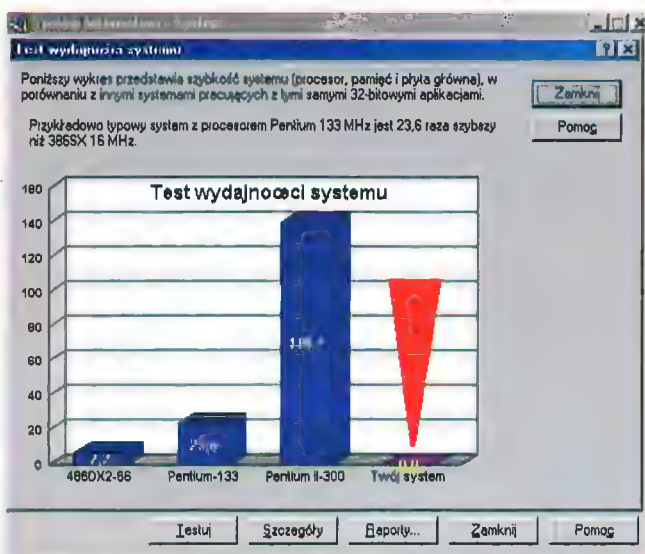 Test wydajności systemu
Poniższy wykres przedstawia szybkość systemu (procesor, pamięć i płyta główna), w
porównaniu z innymi systemami pracujących z tymi samymi 32-bitowymi aplikacjami.
Przykładowo typowy system z procesorem Pentium 133 MHz jest 23,6 raza szybszy
niż 386SX 16 MHz.
Zamknij
Pomoc
Test wydajnoœci systemu
160
140
120
100
80
60
40
20
0
486DX2-66
Pentium-133
Pentium II-300
Twój system
0,0
Testuj
Szczegóły
Raporty...
Zamknij
Pomoc